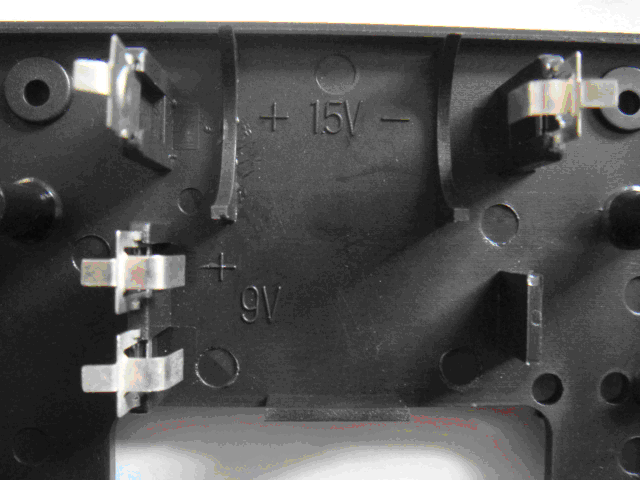 + 15V −
+
9V